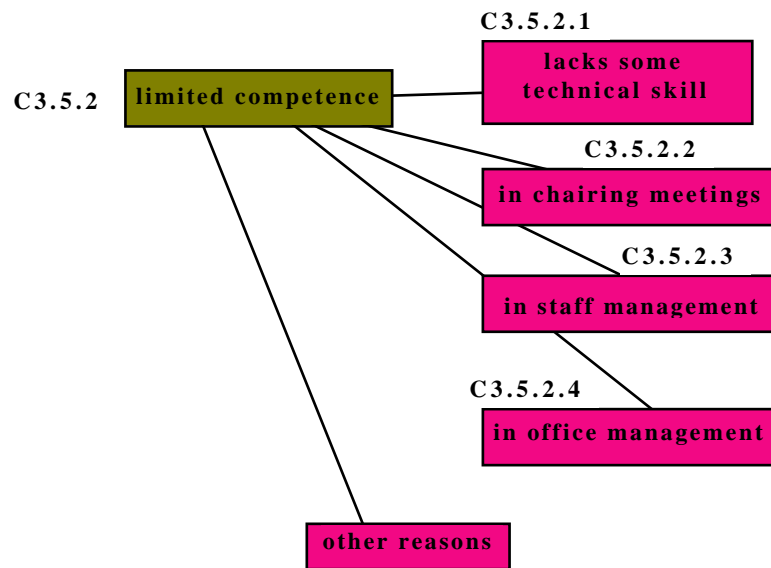 C3.5.2.1
lacks some
technical skill
C3.5.2
limited competence
C3.5.2.2
in chairing meetings
C3.5.2.3
in staff management
C3.5.2.4
in office management
other reasons